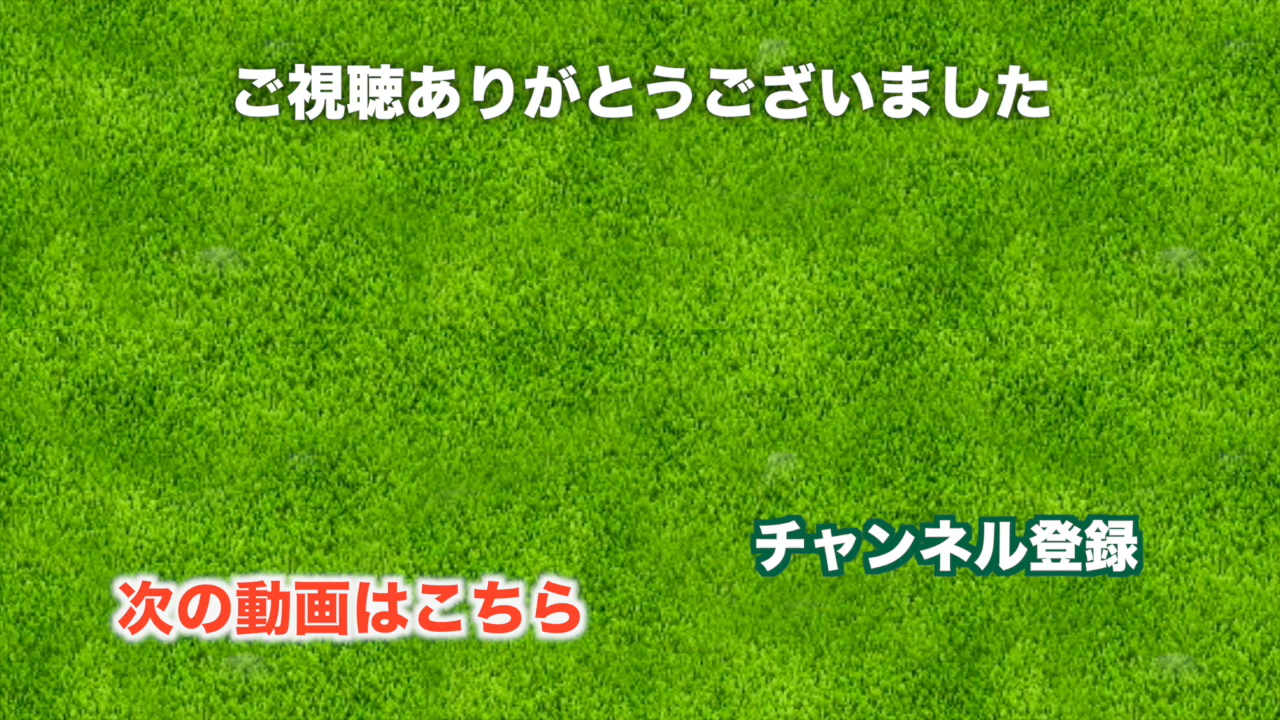 ご視聴ありがとうございました
チャンネル登録
次の動画はこちら